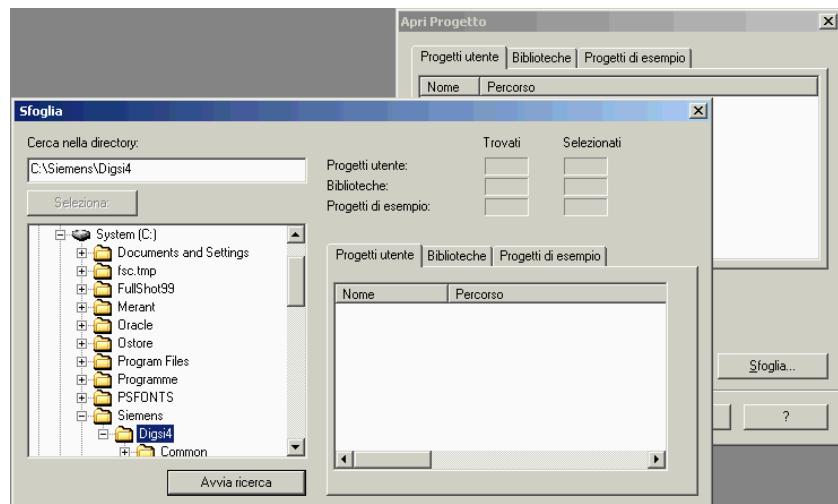 Apri Progetto
Progetti utente Biblioteche Progetti di esempio
Nome Percorso
Sfoglia
Cerca nella directory:
C:\Siemens\Digsi4
Seleziona:
Trovati Selezionati
Progetti utente:
Biblioteche:
Progetti di esempio:
System (C:)
Documents and Settings
fsc.tmp
FullShot99
Merant
Oracle
Ostore
Program Files
Programme
PSFONTS
Siemens
Digsi4
Common
Progetti utente Biblioteche Progetti di esempio
Nome Percorso
Avvia ricerca
Sfoglia...
?